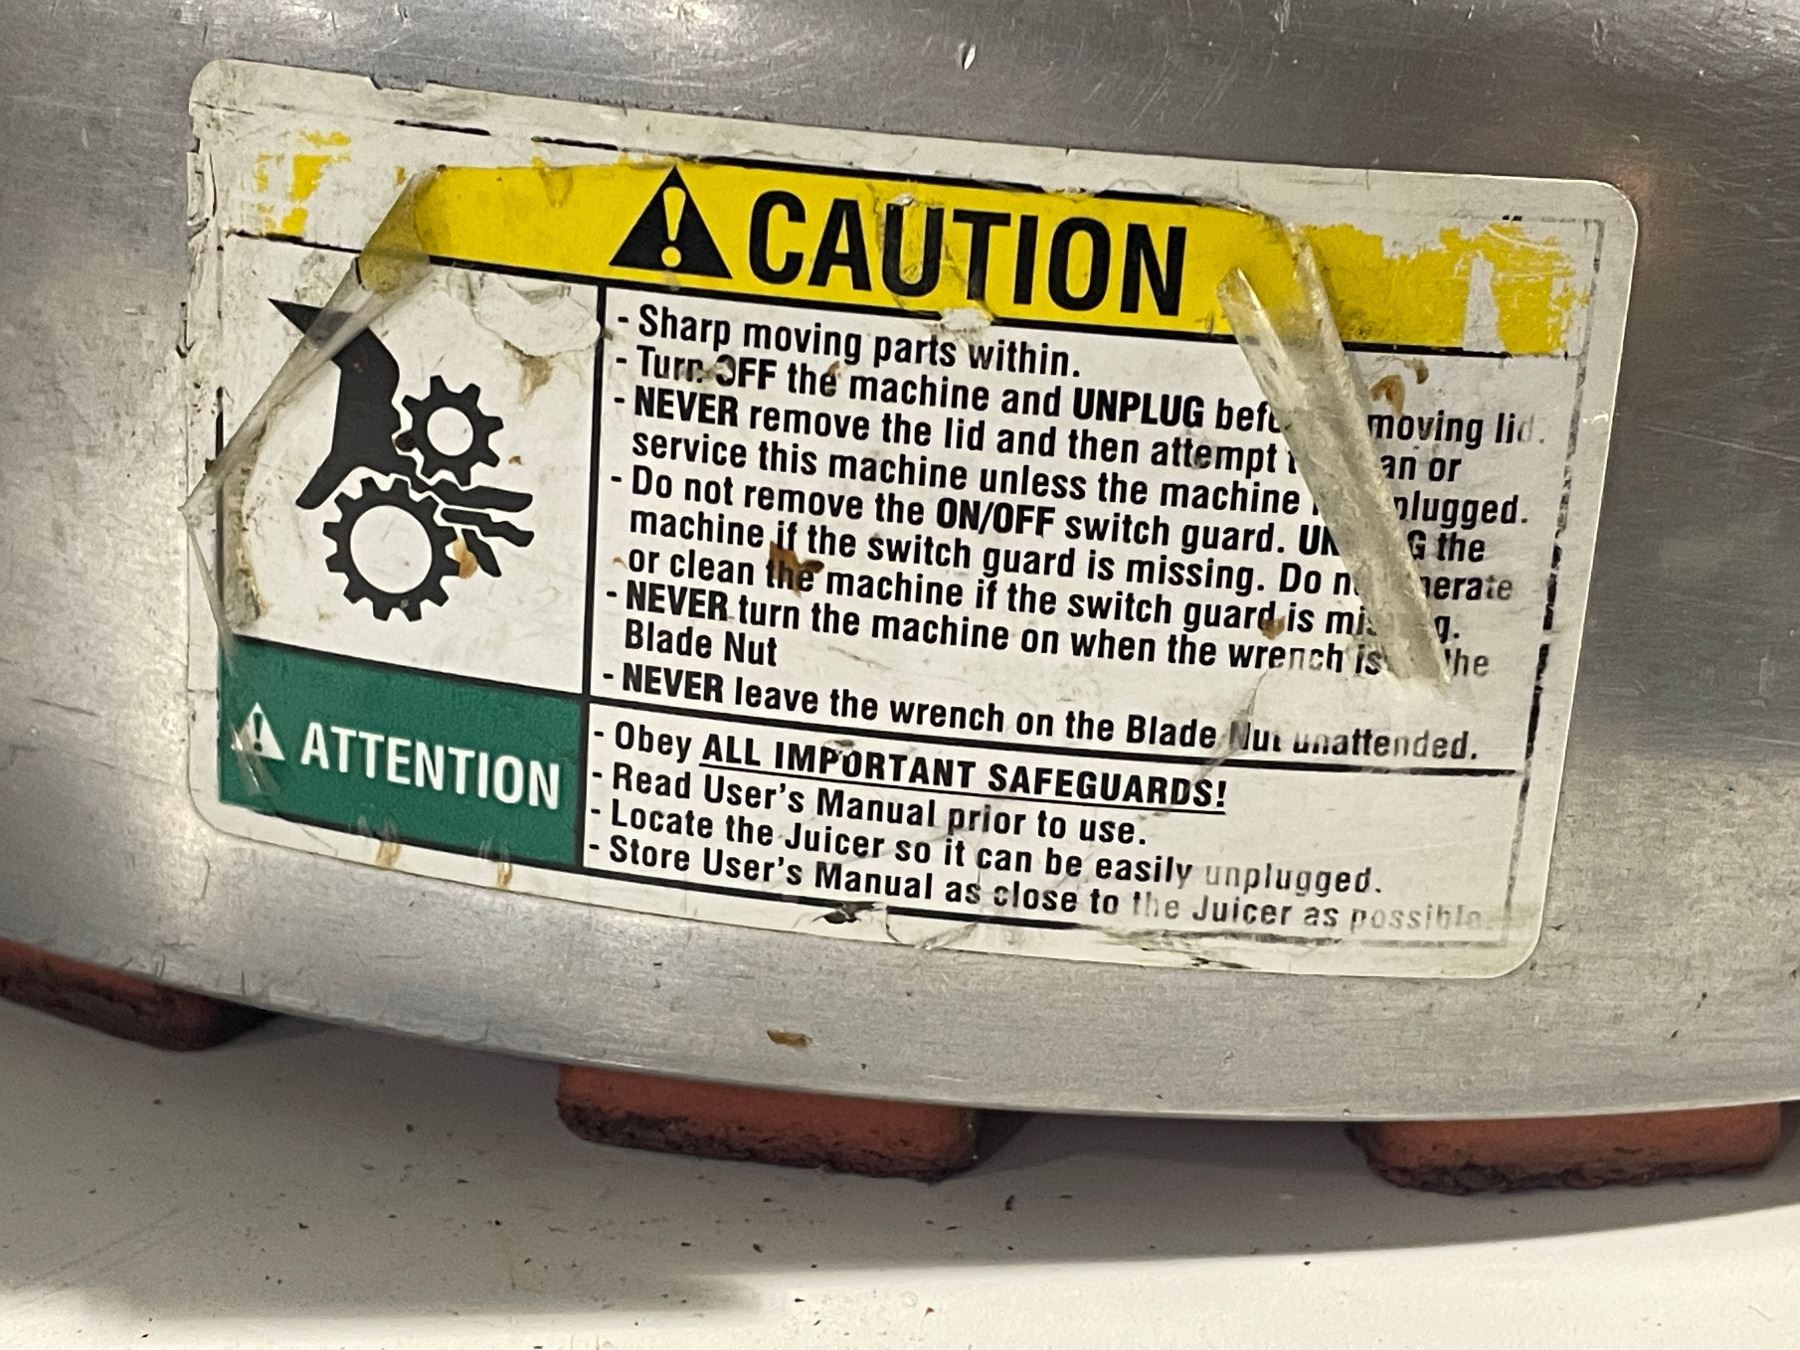 CAUTION
- Sharp moving parts within.
- Turn OFF the machine and UNPLUG moving lid.
- NEVER remove the lid and then attempt or
service this machine unless the machine plugged.
- Do not remove the ON/OFF switch guard. the
machine if the switch guard is missing. Do
or clean the machine if the switch guard is
- NEVER turn the machine on when the wrench is the
Blade Nut
- NEVER leave the wrench on the Blade Nut unattended.
ATTENTION
- Obey ALL IMPORTANT SAFEGUARDS!
- Read User's Manual prior to use.
- Locate the Juicer so it can be easily unplugged.
- Store User's Manual as close to the Juicer as possible.